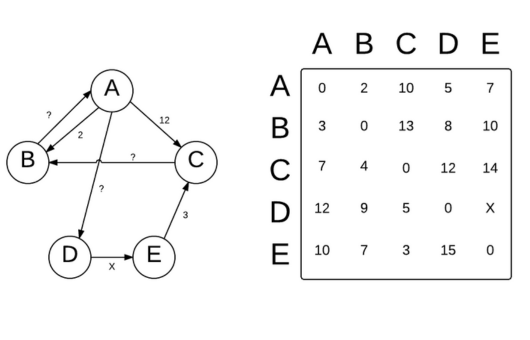 A
?
2
12
B
?
C
?
3
D
X
E
A B C D E
A 0 2 10 5 7
B 3 0 13 8 10
C 7 4 0 12 14
D 12 9 5 0 X
E 10 7 3 15 0